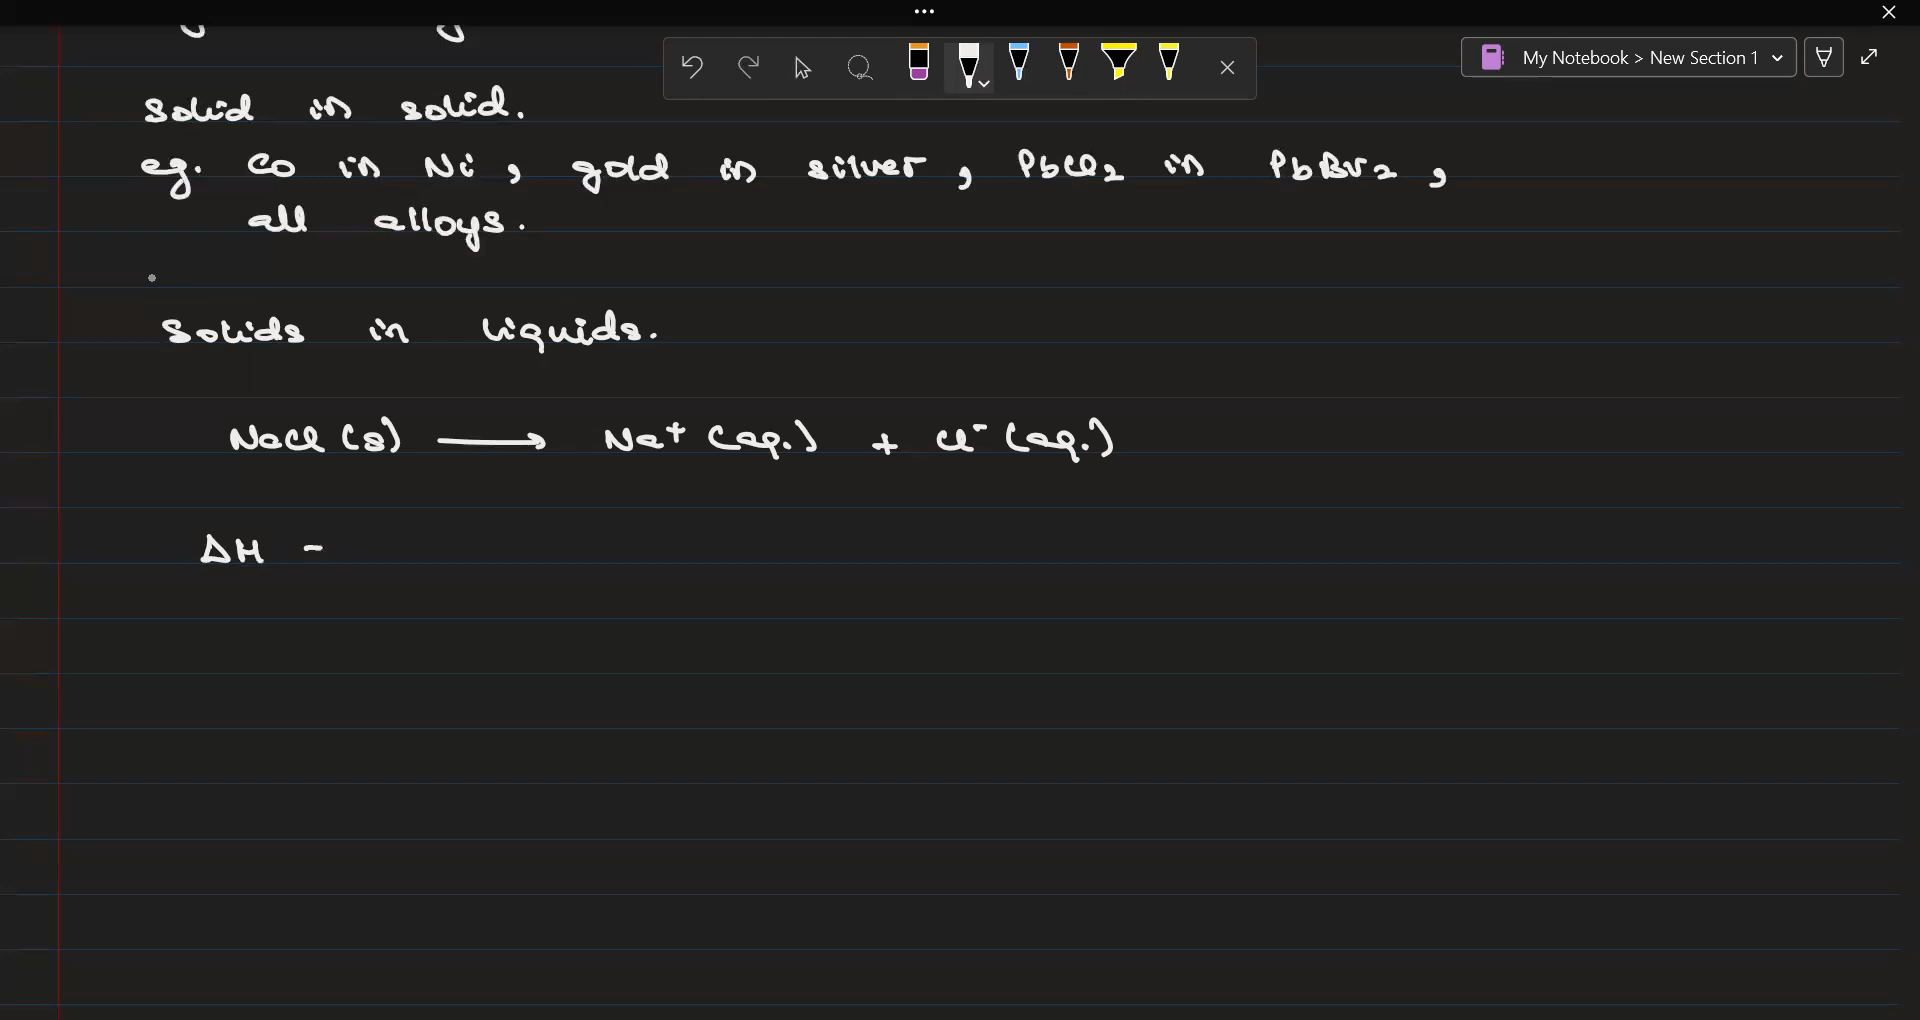 My Notebook > New Section 1
solid in solid.
eg. Co in Ni, gold in silver, PbCl₂ in PbBr₂,
all alloys.
Solids in liquids.
NaCl (s) ⟶ Na⁺ (aq.) + Cl⁻ (aq.)
ΔH -